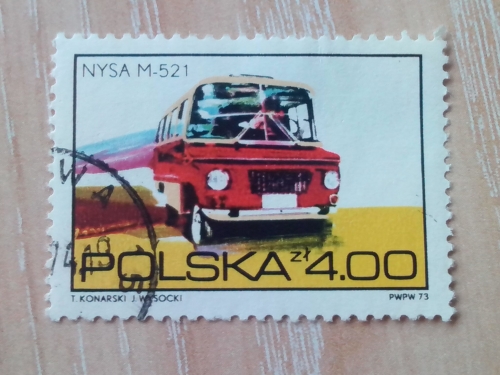 NYSA M-521
POLSKA zł 4.00
T. KONARSKI J. WYSOCKI
PWPW 73